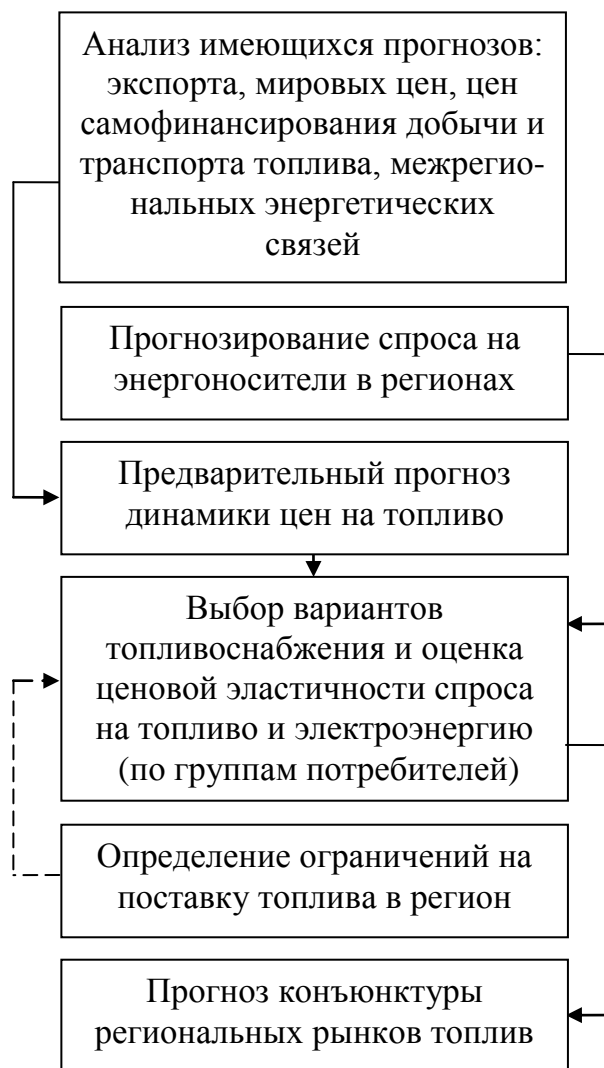 Анализ имеющихся прогнозов:
экспорта, мировых цен, цен
самофинансирования добычи и
транспорта топлива, межрегио-
нальных энергетических
связей
Прогнозирование спроса на
энергоносители в регионах
Предварительный прогноз
динамики цен на топливо
Выбор вариантов
топливоснабжения и оценка
ценовой эластичности спроса
на топливо и электроэнергию
(по группам потребителей)
Определение ограничений на
поставку топлива в регион
Прогноз конъюнктуры
региональных рынков топлив